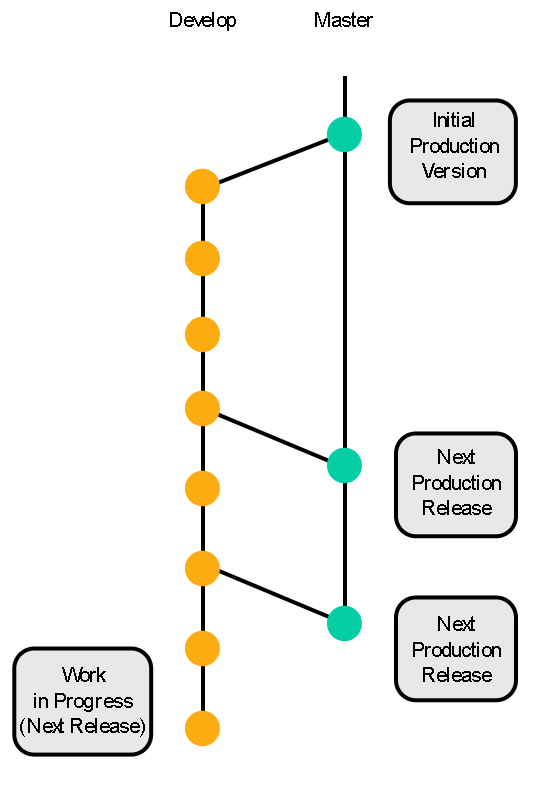 Develop
Master
Initial
Production
Version
Next
Production
Release
Next
Production
Release
Work
in Progress
(Next Release)